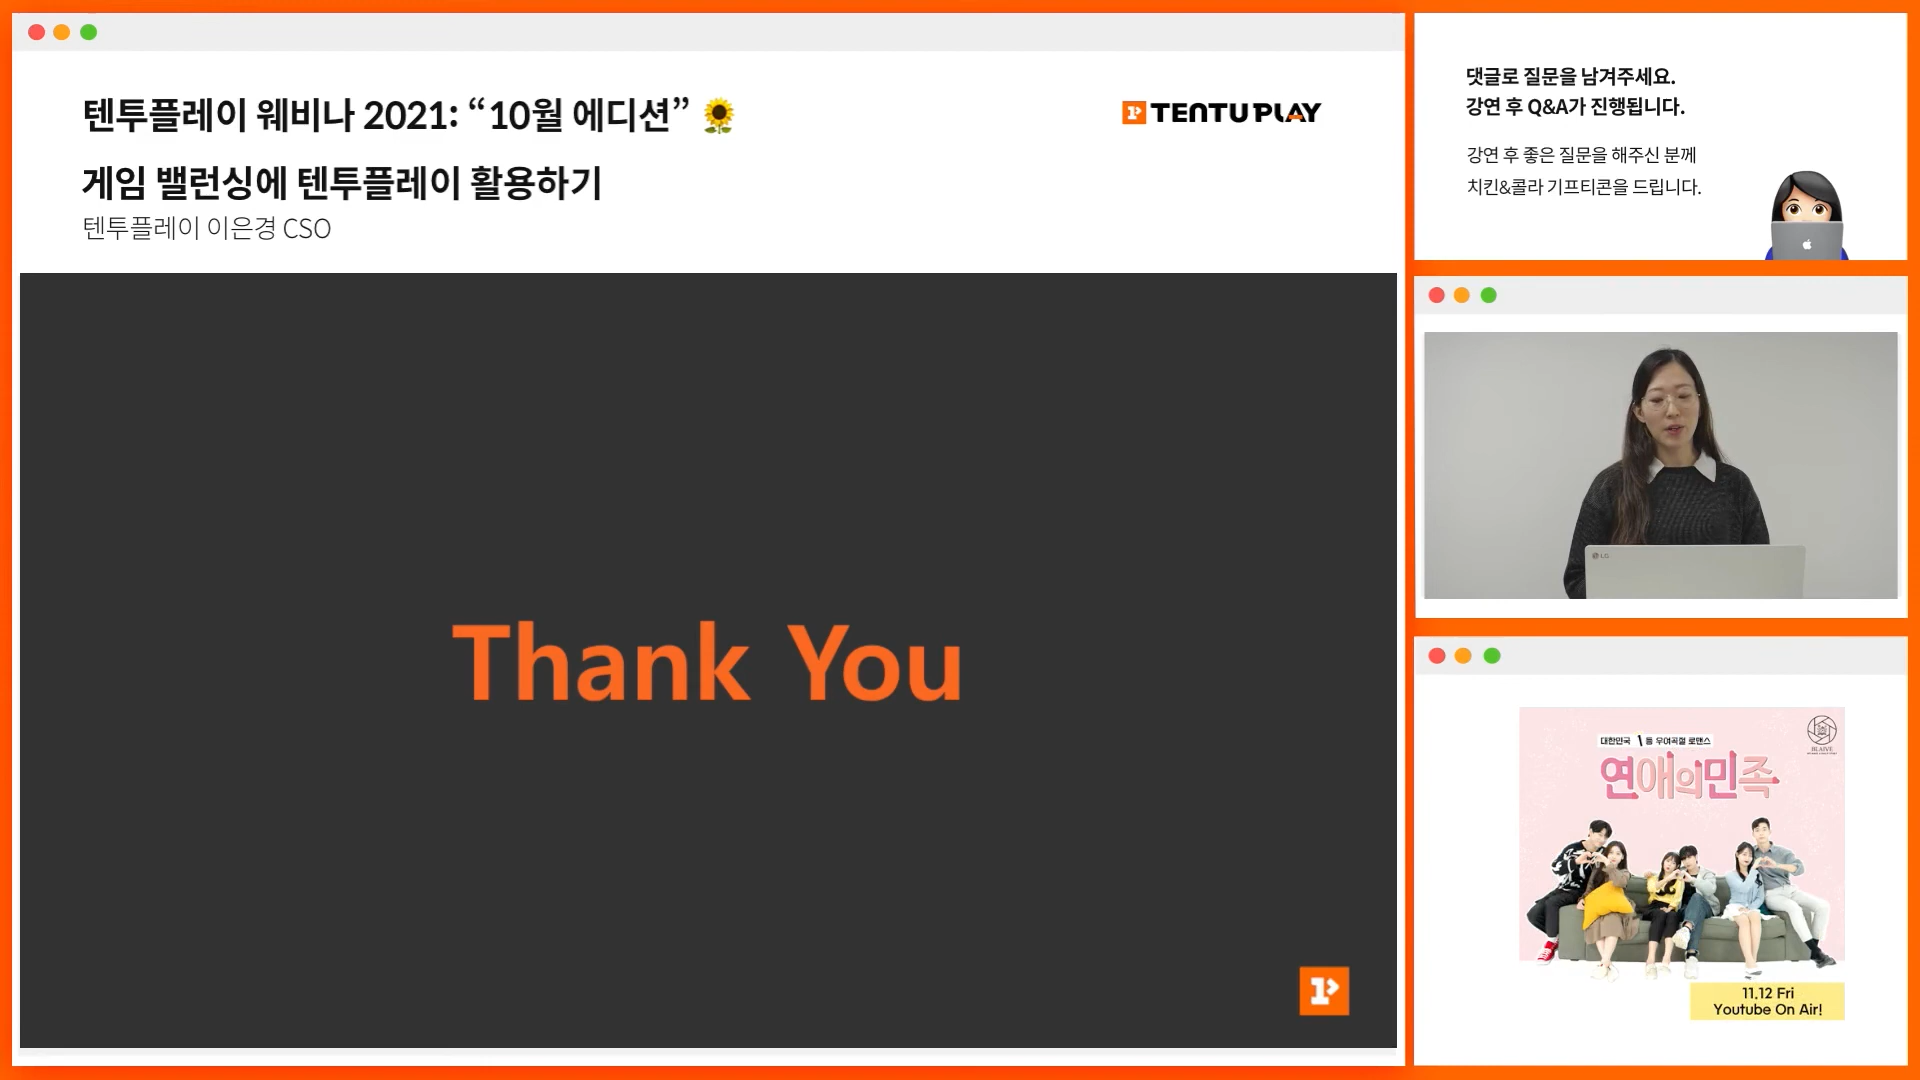 텐투플레이 웨비나 2021: “10월 에디션”
게임 밸런싱에 텐투플레이 활용하기
텐투플레이 이은경 CSO
TENTUPLAY
Thank You
댓글로 질문을 남겨주세요.
강연 후 Q&A가 진행됩니다.
강연 후 좋은 질문을 해주신 분께
치킨&콜라 기프티콘을 드립니다.
LG
대한민국 1등 우여곡절 로맨스
연애의민족
BLAIVE
11.12 Fri
Youtube On Air!